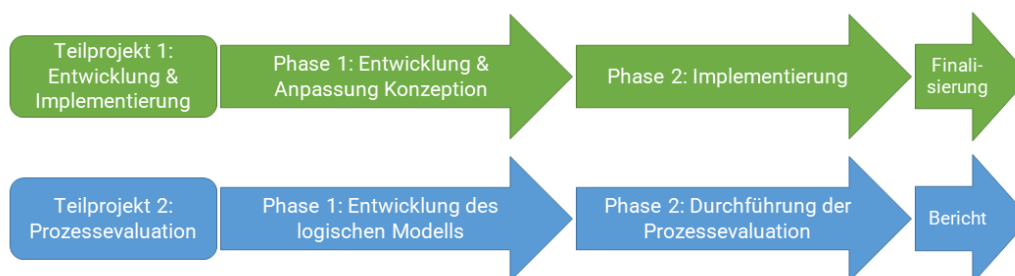 Teilprojekt 1:
Entwicklung &
Implementierung
Phase 1: Entwicklung &
Anpassung Konzeption
Phase 2: Implementierung
Finali-
sierung
Teilprojekt 2:
Prozessevaluation
Phase 1: Entwicklung des
logischen Modells
Phase 2: Durchführung der
Prozessevaluation
Bericht